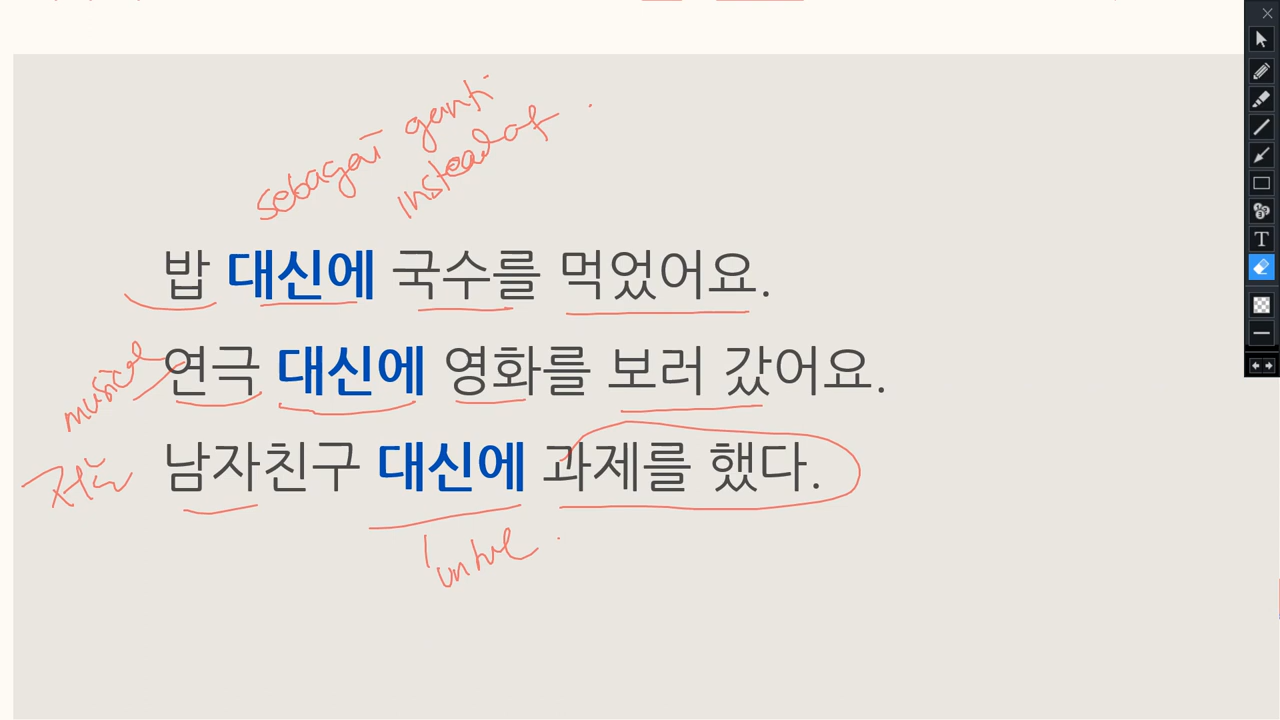 sebagai ganti
instead of
밥 대신에 국수를 먹었어요.
musical
연극 대신에 영화를 보러 갔어요.
남자친구 대신에 과제를 했다.